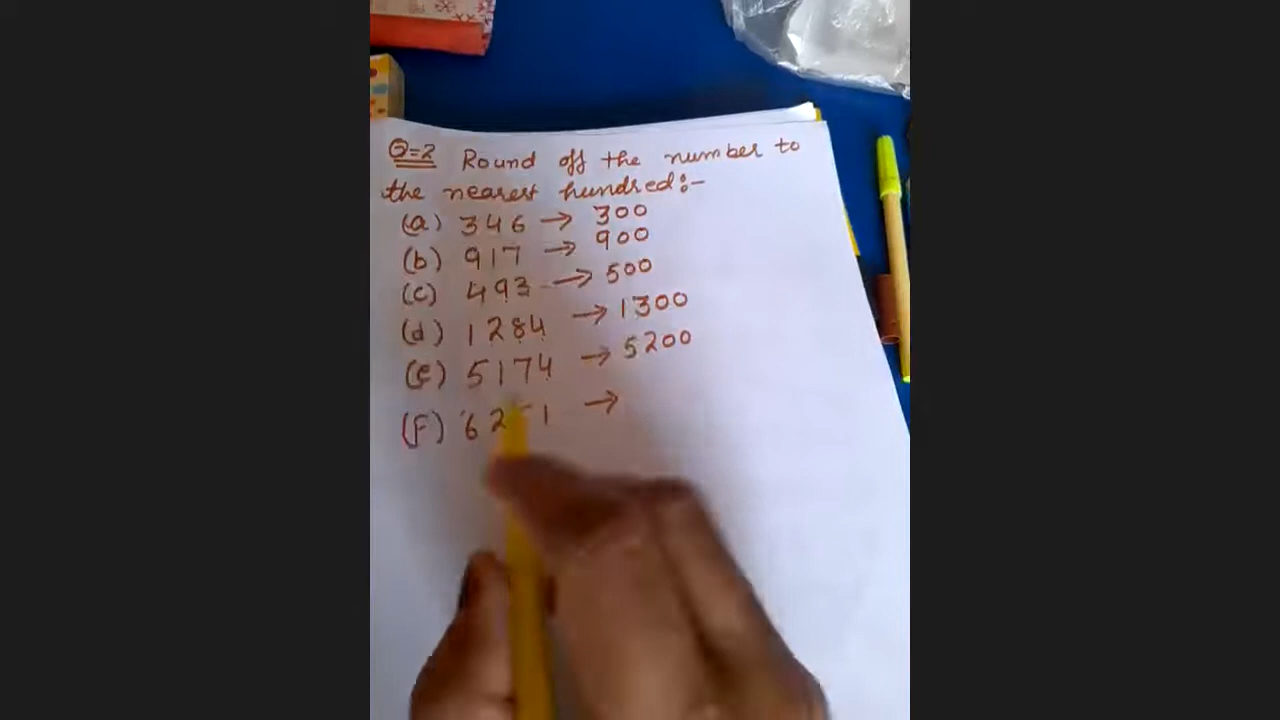 Q=2 Round off the number to
the nearest hundred:-
(a) 346 → 300
(b) 917 → 900
(c) 493 → 500
(d) 1284 → 1300
(e) 5174 → 5200
(F) →